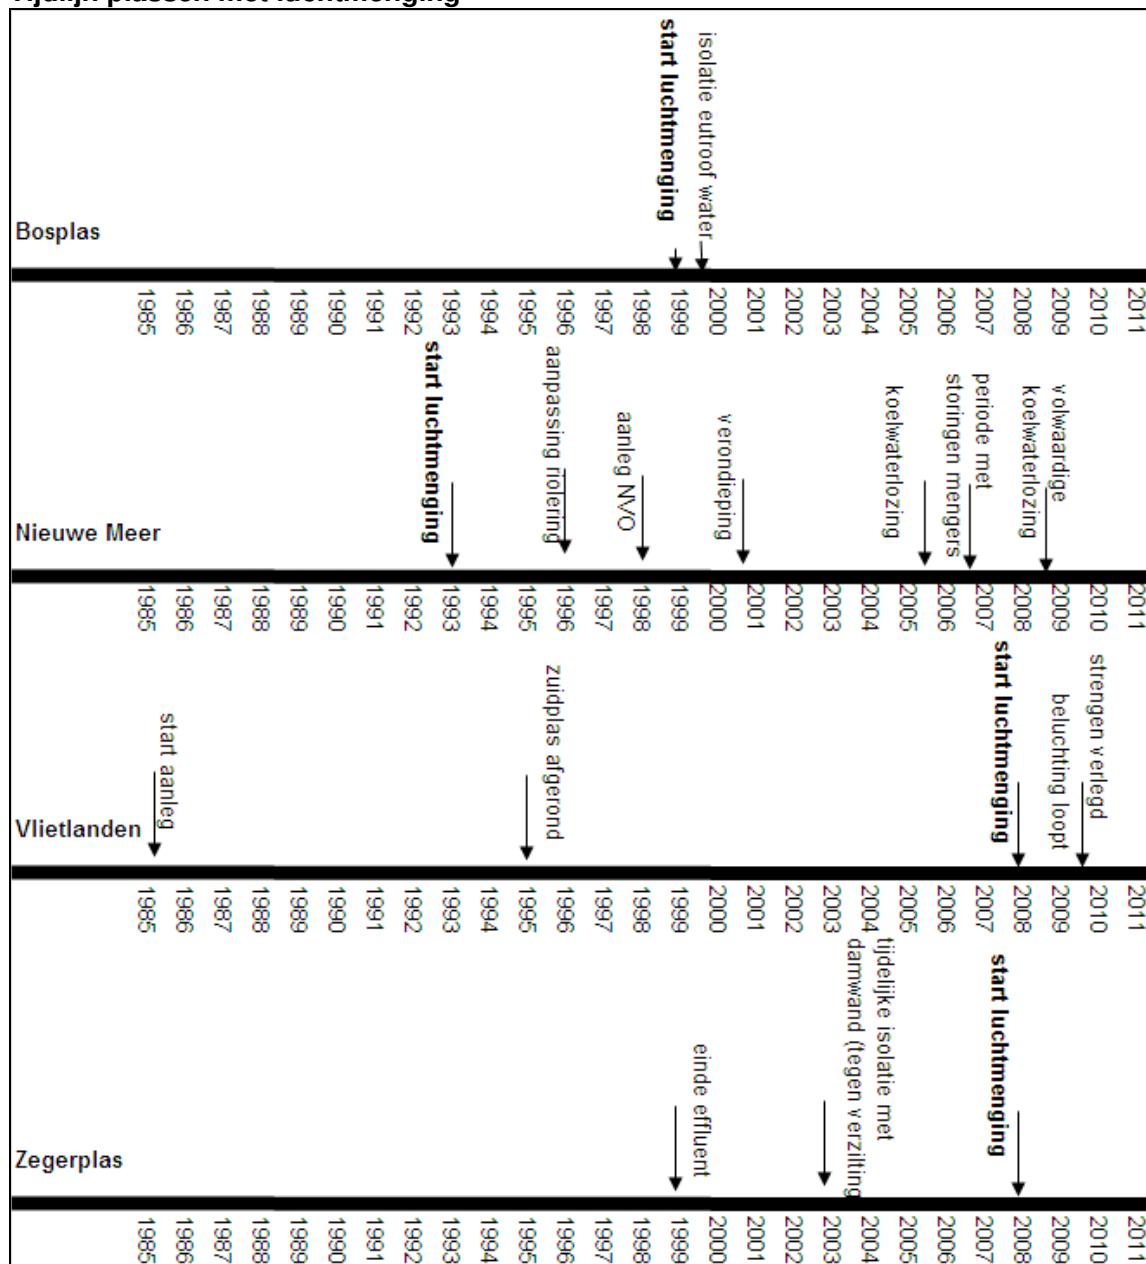 Tijdlijn plassen met luchtmenging
start luchtmenging
isolatie eutroof water
Bosplas
1985 1986 1987 1988 1989 1990 1991 1992 1993 1994 1995 1996 1997 1998 1999 2000 2001 2002 2003 2004 2005 2006 2007 2008 2009 2010 2011
start luchtmenging
aanpassing riolering
aanleg NVO
verondieping
koelwaterlozing
periode met
storingen mengers
volwaardige
koelwaterlozing
Nieuwe Meer
1985 1986 1987 1988 1989 1990 1991 1992 1993 1994 1995 1996 1997 1998 1999 2000 2001 2002 2003 2004 2005 2006 2007 2008 2009 2010 2011
start aanleg
zuidplas afgerond
start luchtmenging
strengen verlegd
beluchting loopt
Vlietlanden
1985 1986 1987 1988 1989 1990 1991 1992 1993 1994 1995 1996 1997 1998 1999 2000 2001 2002 2003 2004 2005 2006 2007 2008 2009 2010 2011
einde effluent
tijdelijke isolatie met
damwand (tegen verzilting
start luchtmenging
Zegerplas
1985 1986 1987 1988 1989 1990 1991 1992 1993 1994 1995 1996 1997 1998 1999 2000 2001 2002 2003 2004 2005 2006 2007 2008 2009 2010 2011